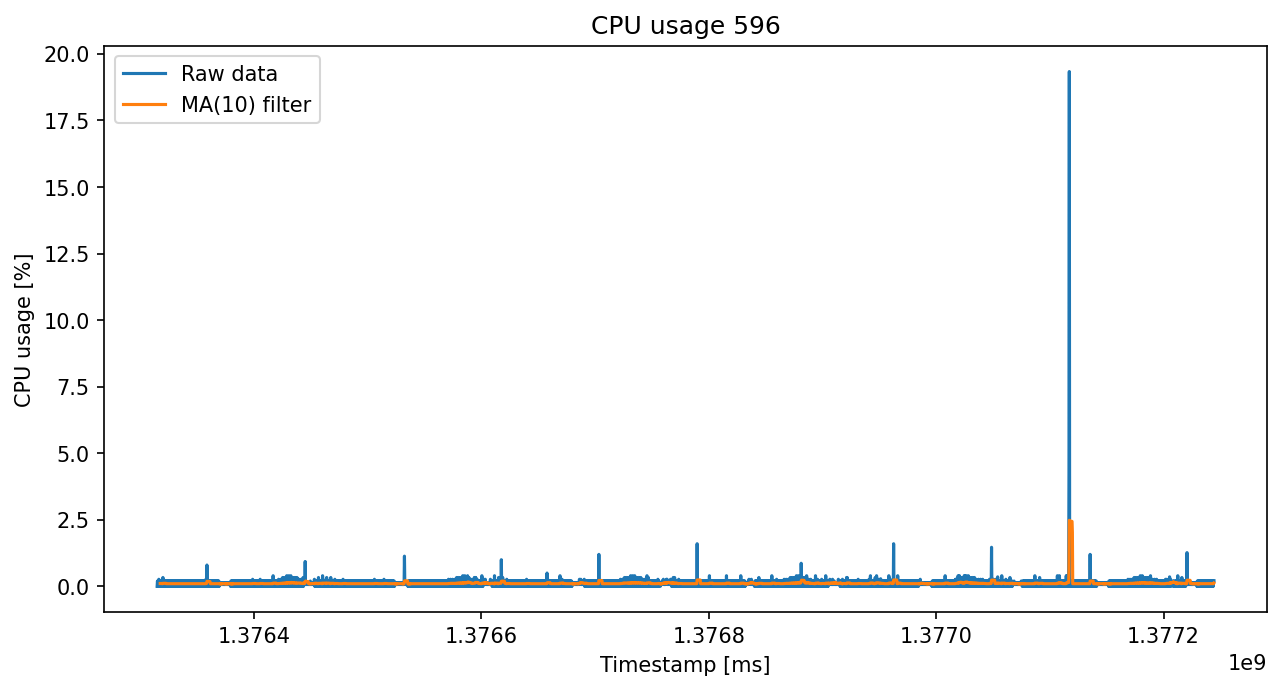 CPU usage 596
Raw data
MA(10) filter
CPU usage [%]
20.0
17.5
15.0
12.5
10.0
7.5
5.0
2.5
0.0
1.3764 1.3766 1.3768 1.3770 1.3772
1e9
Timestamp [ms]